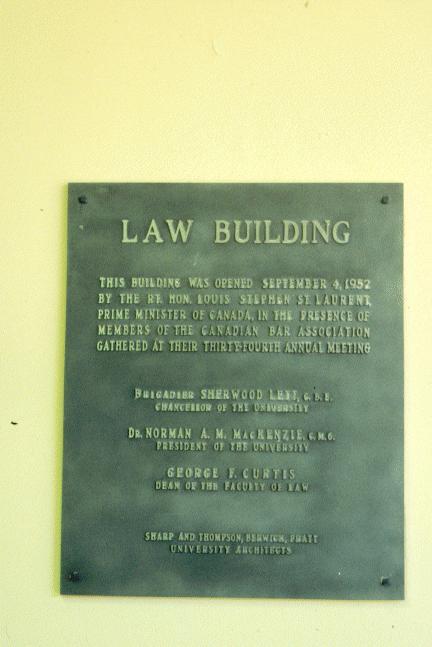 LAW BUILDING
THIS BUILDING WAS OPENED SEPTEMBER 4, 1952
BY THE RT. HON. LOUIS STEPHEN ST. LAURENT,
PRIME MINISTER OF CANADA, IN THE PRESENCE OF
MEMBERS OF THE CANADIAN BAR ASSOCIATION
GATHERED AT THEIR THIRTY-FOURTH ANNUAL MEETING
BRIGADIER SHERWOOD LETT, C.B.E.
CHANCELLOR OF THE UNIVERSITY
DR. NORMAN A. M. MACKENZIE, C.M.G.
PRESIDENT OF THE UNIVERSITY
GEORGE F. CURTIS
DEAN OF THE FACULTY OF LAW
SHARP AND THOMPSON, BERWICK, PRATT
UNIVERSITY ARCHITECTS